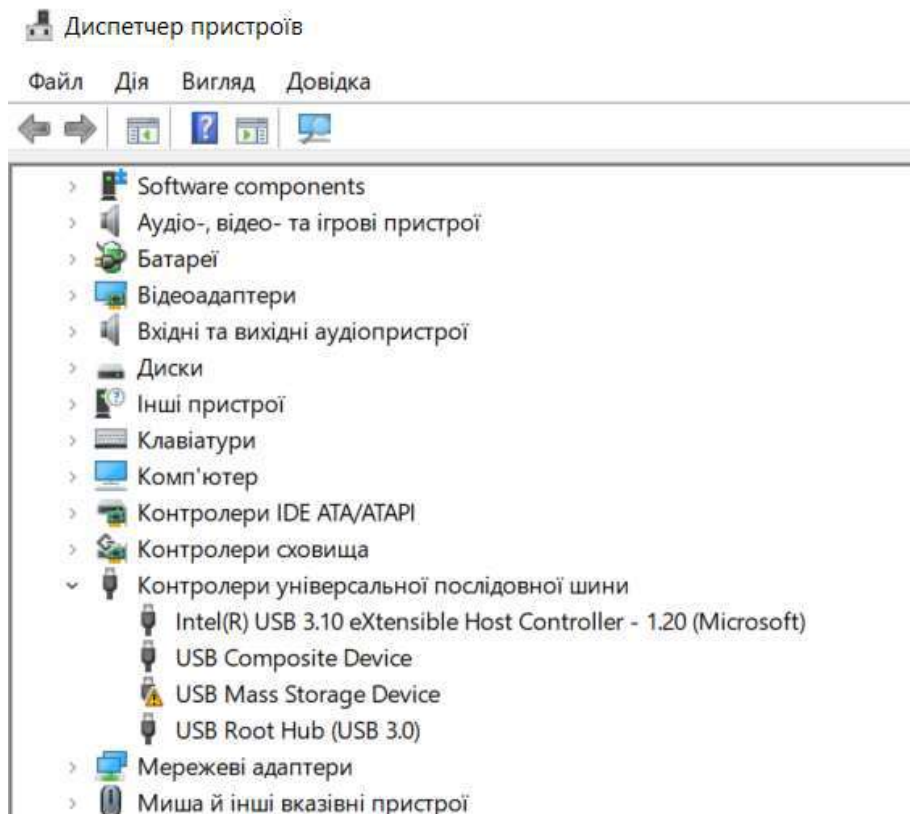 Диспетчер пристроїв
Файл Дія Вигляд Довідка
Software components
Аудіо-, відео- та ігрові пристрої
Батареї
Відеоадаптери
Вхідні та вихідні аудіопристрої
Диски
Інші пристрої
Клавіатури
Комп'ютер
Контролери IDE ATA/ATAPI
Контролери сховища
Контролери універсальної послідовної шини
Intel(R) USB 3.10 eXtensible Host Controller - 1.20 (Microsoft)
USB Composite Device
USB Mass Storage Device
USB Root Hub (USB 3.0)
Мережеві адаптери
Миша й інші вказівні пристрої